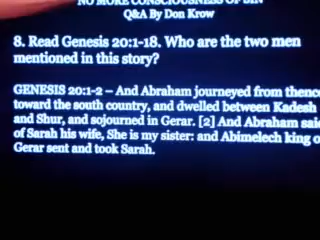 NO MORE CONSCIOUSNESS OF SIN
Q&A By Don Krow
8. Read Genesis 20:1-18. Who are the two men
mentioned in this story?
GENESIS 20:1-2 – And Abraham journeyed from thence
toward the south country, and dwelled between Kadesh
and Shur, and sojourned in Gerar. [2] And Abraham said
of Sarah his wife, She is my sister: and Abimelech king o
Gerar sent and took Sarah.